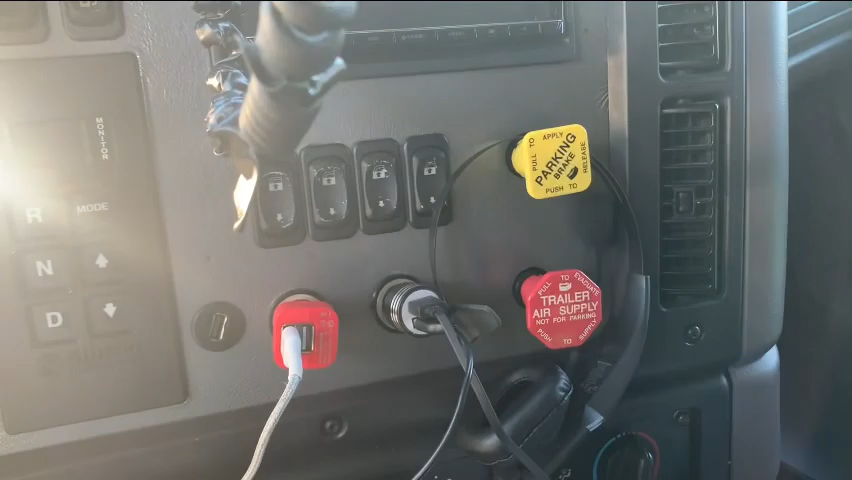 MONITOR
MODE
R
N
D
PULL TO APPLY
PARKING
BRAKE
PUSH TO RELEASE
PULL TO EVACUATE
TRAILER
AIR SUPPLY
NOT FOR PARKING
PUSH TO SUPPLY